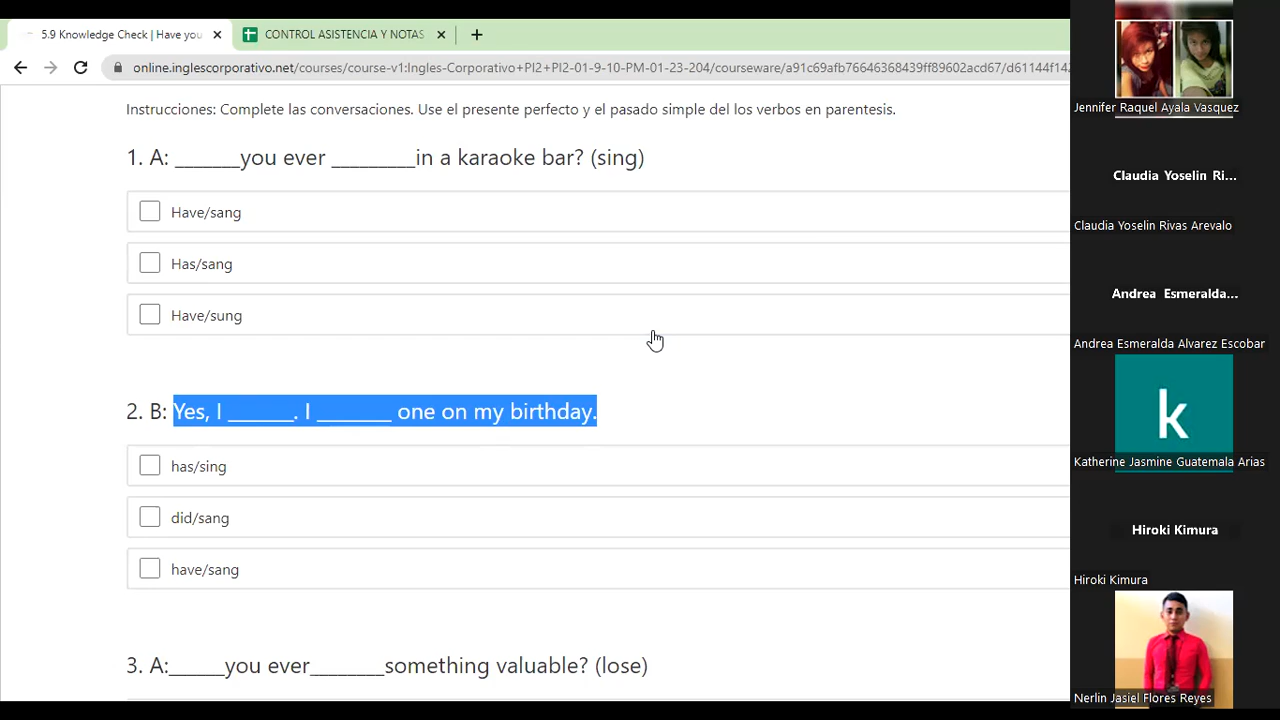 5.9 Knowledge Check | Have you
CONTROL ASISTENCIA Y NOTAS
online.inglescorporativo.net/courses/course-v1:Ingles-Corporativo+PI2+PI2-01-9-10-PM-01-23-204/courseware/a91c69afb76646368439ff89602acd67/d61144f142
Instrucciones: Complete las conversaciones. Use el presente perfecto y el pasado simple del los verbos en parentesis.
1. A: _______you ever _________in a karaoke bar? (sing)
Have/sang
Has/sang
Have/sung
2. B: Yes, I _______. I ________ one on my birthday.
has/sing
did/sang
have/sang
3. A:______you ever________something valuable? (lose)
Jennifer Raquel Ayala Vasquez
Claudia Yoselin Ri...
Claudia Yoselin Rivas Arevalo
Andrea Esmeralda...
Andrea Esmeralda Alvarez Escobar
k
Katherine Jasmine Guatemala Arias
Hiroki Kimura
Hiroki Kimura
Nerlin Jasiel Flores Reyes